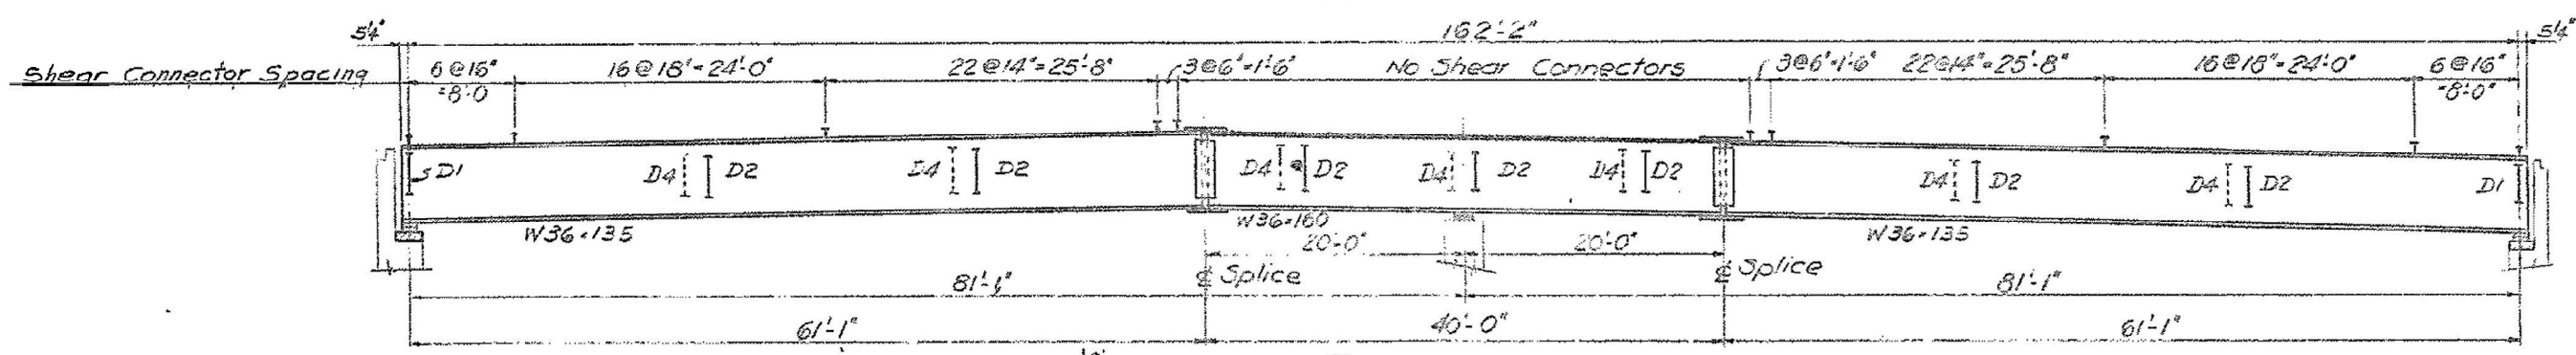 162'-2"
5¼" 5¼"
Shear Connector Spacing 6@16" 16@18"=24'-0" 22@14"=25'-8" 3@6"=1'-6" No Shear Connectors 3@6"=1'-6" 22@14"=25'-8" 16@18"=24'-0" 6@16"
=8'-0 =8'-0"
D1 D4 D2 D4 D2 D4 D2 D4 D2 D4 D2 D4 D2 D4 D2 D1
W36×135 W36×160 W36×135
20'-0" 20'-0"
℄ Splice ℄ Splice
81'-1" 81'-1"
61'-1" 40'-0" 61'-1"